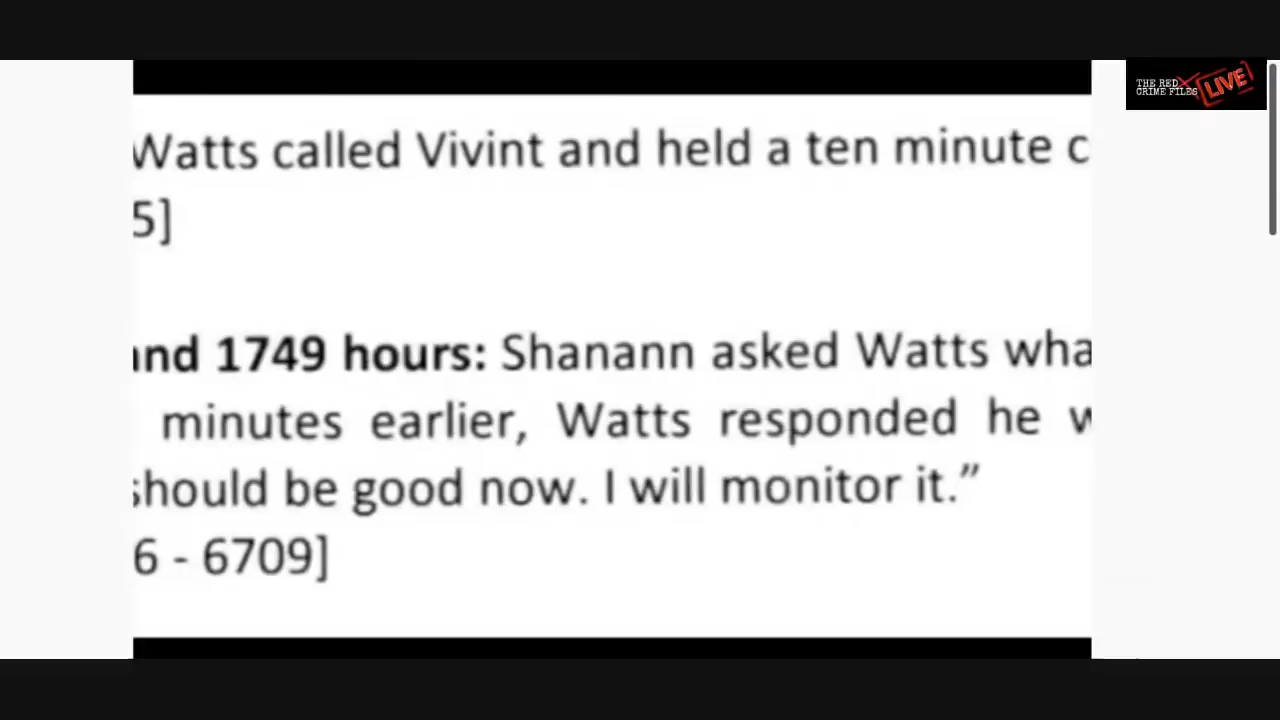 Watts called Vivint and held a ten minute c
5]
and 1749 hours: Shanann asked Watts wha
minutes earlier, Watts responded he w
should be good now. I will monitor it.”
6 - 6709]
THE RED
CRIME FILES
LIVE